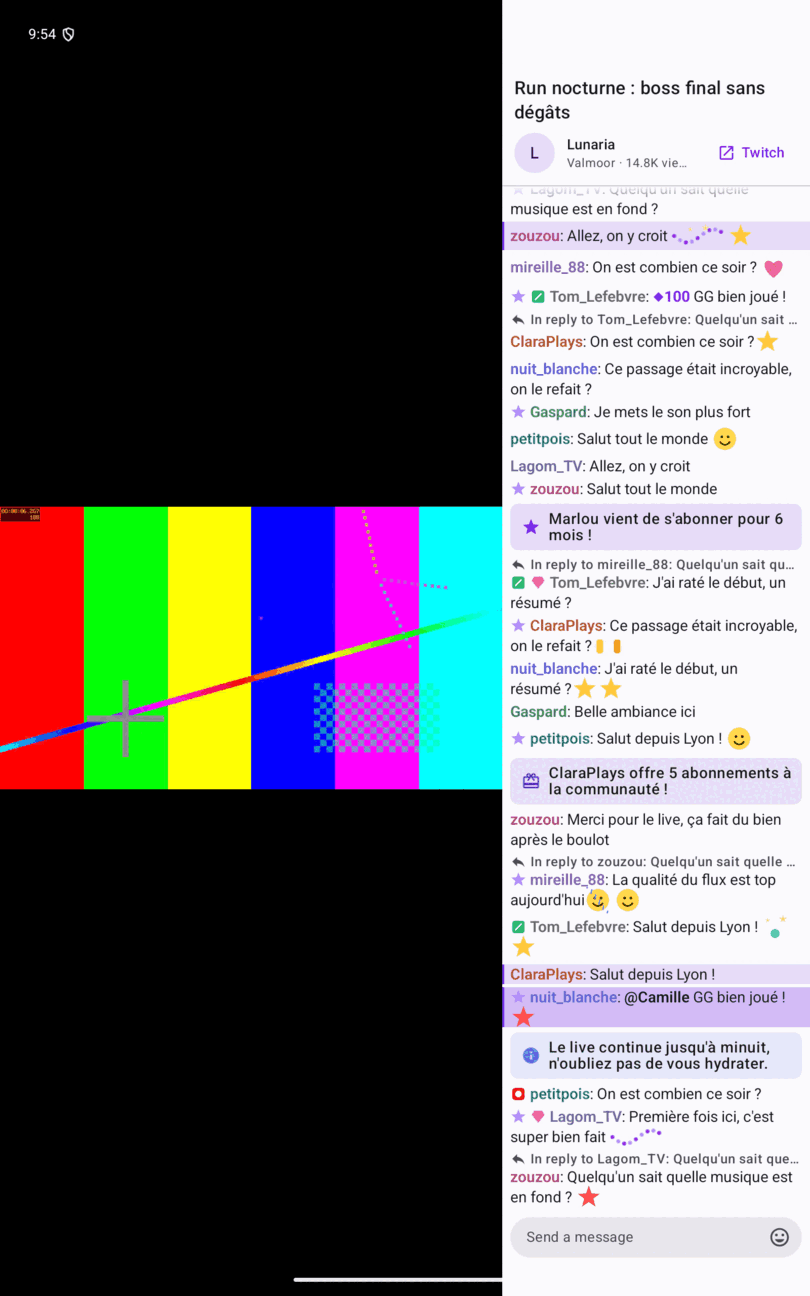 9:54
Run nocturne : boss final sans
dégâts
L
Lunaria
Valmoor · 14.8K vie…
Twitch
Lagom_TV: Quelqu'un sait quelle
musique est en fond ?
zouzou: Allez, on y croit
mireille_88: On est combien ce soir ?
Tom_Lefebvre: 100 GG bien joué !
In reply to Tom_Lefebvre: Quelqu'un sait …
ClaraPlays: On est combien ce soir ?
nuit_blanche: Ce passage était incroyable,
on le refait ?
Gaspard: Je mets le son plus fort
petitpois: Salut tout le monde
Lagom_TV: Allez, on y croit
zouzou: Salut tout le monde
Marlou vient de s'abonner pour 6
mois !
In reply to mireille_88: Quelqu'un sait qu…
Tom_Lefebvre: J'ai raté le début, un
résumé ?
ClaraPlays: Ce passage était incroyable,
on le refait ?
nuit_blanche: J'ai raté le début, un
résumé ?
Gaspard: Belle ambiance ici
petitpois: Salut depuis Lyon !
ClaraPlays offre 5 abonnements à
la communauté !
zouzou: Merci pour le live, ça fait du bien
après le boulot
In reply to zouzou: Quelqu'un sait quelle …
mireille_88: La qualité du flux est top
aujourd'hui
Tom_Lefebvre: Salut depuis Lyon !
ClaraPlays: Salut depuis Lyon !
nuit_blanche: @Camille GG bien joué !
Le live continue jusqu'à minuit,
n'oubliez pas de vous hydrater.
petitpois: On est combien ce soir ?
Lagom_TV: Première fois ici, c'est
super bien fait
In reply to Lagom_TV: Quelqu'un sait que…
zouzou: Quelqu'un sait quelle musique est
en fond ?
Send a message